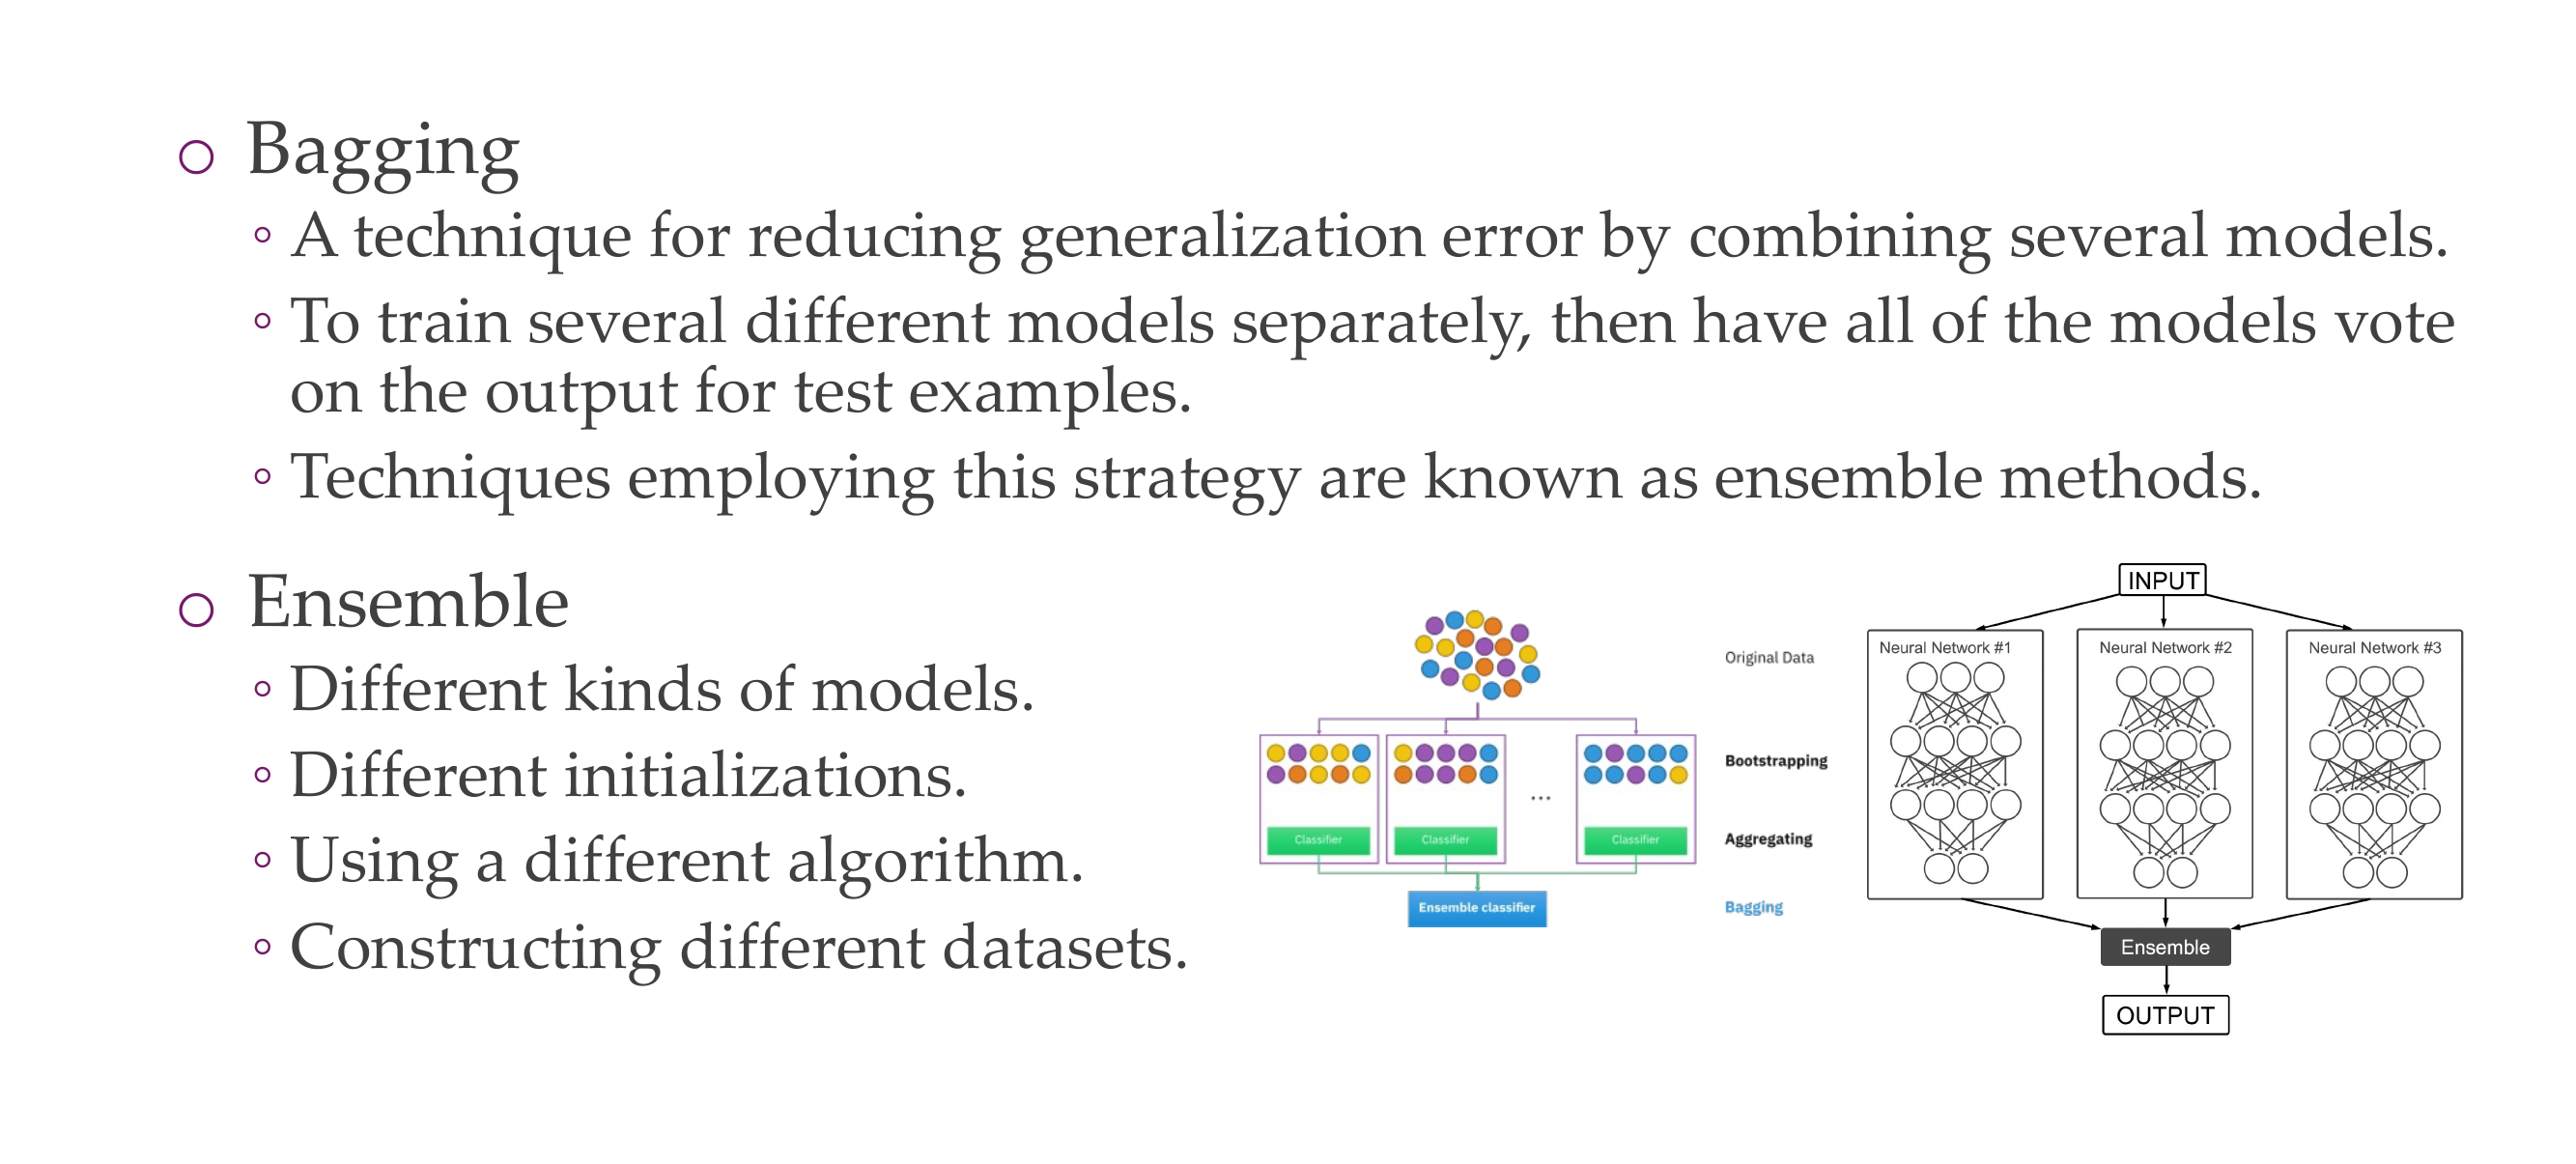 Bagging
A technique for reducing generalization error by combining several models.
To train several different models separately, then have all of the models vote
on the output for test examples.
Techniques employing this strategy are known as ensemble methods.
Ensemble
Different kinds of models.
Different initializations.
Using a different algorithm.
Constructing different datasets.
Original Data
Bootstrapping
...
Classifier
Classifier
Classifier
Aggregating
Ensemble classifier
Bagging
INPUT
Neural Network #1
Neural Network #2
Neural Network #3
Ensemble
OUTPUT